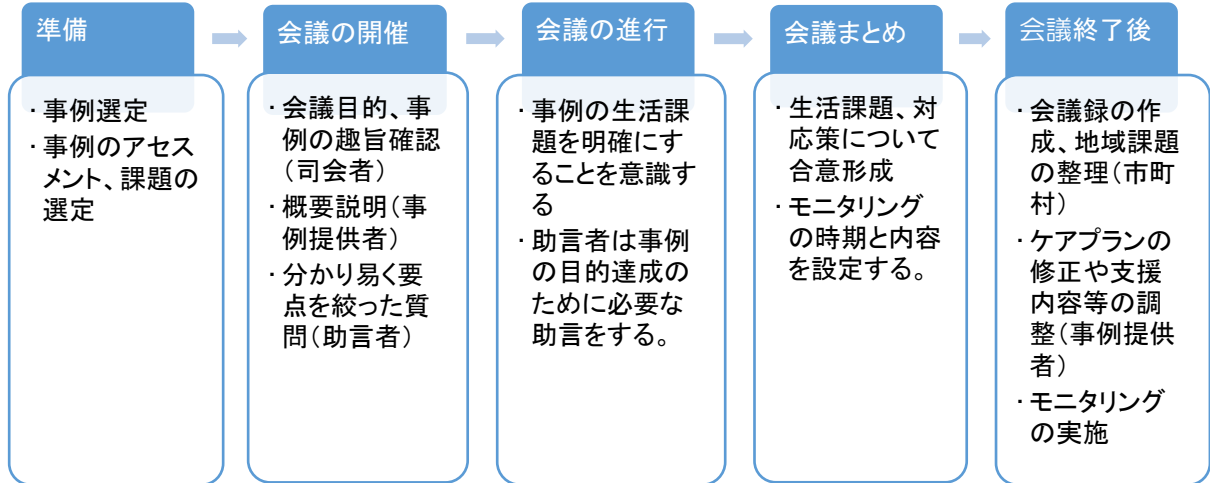 準備
・事例選定
・事例のアセス
メント、課題の
選定
会議の開催
・会議目的、事
例の趣旨確認
（司会者）
・概要説明（事
例提供者）
・分かり易く要
点を絞った質
問（助言者）
会議の進行
・事例の生活課
題を明確にす
ることを意識す
る
・助言者は事例
の目的達成の
ために必要な
助言をする。
会議まとめ
・生活課題、対
応策について
合意形成
・モニタリング
の時期と内容
を設定する。
会議終了後
・会議録の作
成、地域課題
の整理（市町
村）
・ケアプランの
修正や支援
内容等の調
整（事例提供
者）
・モニタリング
の実施